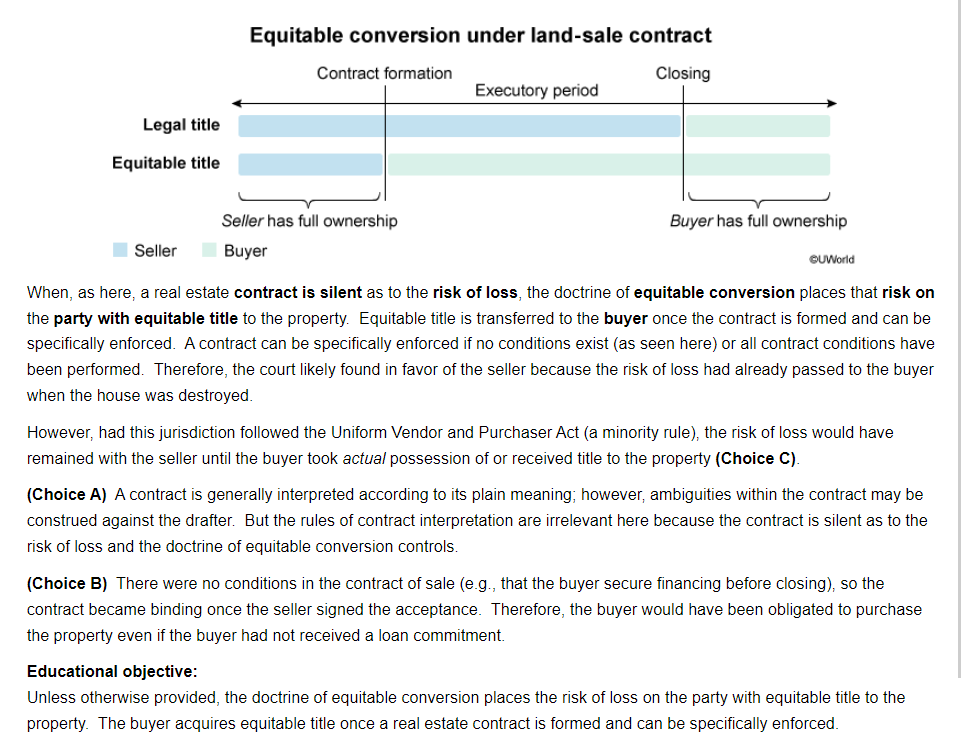 Equitable conversion under land-sale contract
Contract formation
Closing
Executory period
Legal title
Equitable title
Seller has full ownership
Buyer has full ownership
Seller
Buyer
©UWorld
When, as here, a real estate contract is silent as to the risk of loss, the doctrine of equitable conversion places that risk on
the party with equitable title to the property. Equitable title is transferred to the buyer once the contract is formed and can be
specifically enforced. A contract can be specifically enforced if no conditions exist (as seen here) or all contract conditions have
been performed. Therefore, the court likely found in favor of the seller because the risk of loss had already passed to the buyer
when the house was destroyed.
However, had this jurisdiction followed the Uniform Vendor and Purchaser Act (a minority rule), the risk of loss would have
remained with the seller until the buyer took actual possession of or received title to the property (Choice C).
(Choice A) A contract is generally interpreted according to its plain meaning; however, ambiguities within the contract may be
construed against the drafter. But the rules of contract interpretation are irrelevant here because the contract is silent as to the
risk of loss and the doctrine of equitable conversion controls.
(Choice B) There were no conditions in the contract of sale (e.g., that the buyer secure financing before closing), so the
contract became binding once the seller signed the acceptance. Therefore, the buyer would have been obligated to purchase
the property even if the buyer had not received a loan commitment.
Educational objective:
Unless otherwise provided, the doctrine of equitable conversion places the risk of loss on the party with equitable title to the
property. The buyer acquires equitable title once a real estate contract is formed and can be specifically enforced.